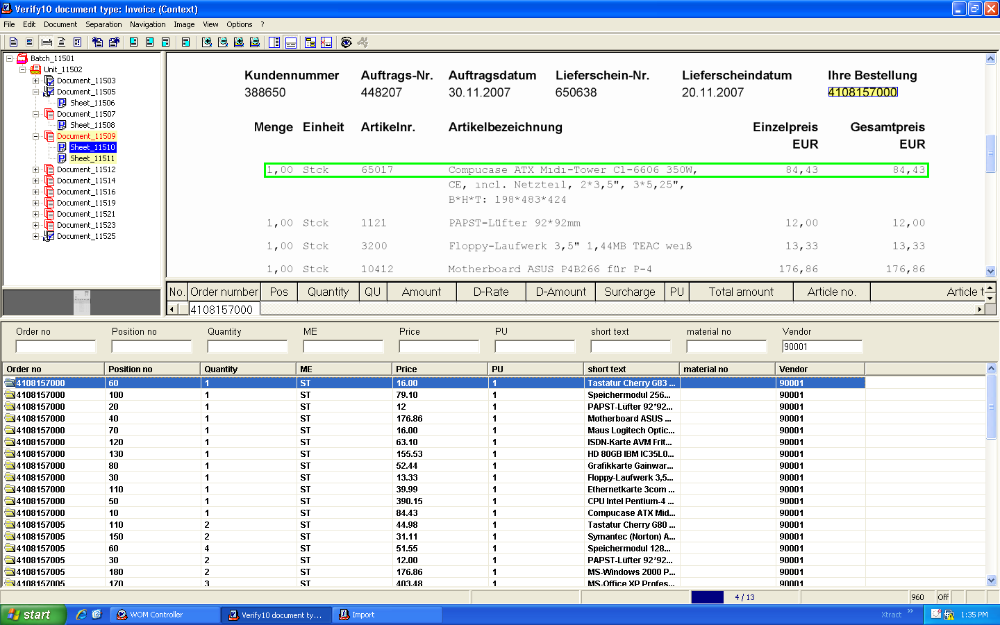 Verify10 document type: Invoice (Context)
File Edit Document Separation Navigation Image View Options ?
Batch_11501
Unit_11502
Document_11503
Document_11505
Sheet_11506
Document_11507
Sheet_11508
Document_11509
Sheet_11510
Sheet_11511
Document_11512
Document_11514
Document_11516
Document_11519
Document_11521
Document_11523
Document_11525
Kundennummer Auftrags-Nr. Auftragsdatum Lieferschein-Nr. Lieferscheindatum Ihre Bestellung
388650 448207 30.11.2007 650638 20.11.2007 4108157000
Menge Einheit Artikelnr. Artikelbezeichnung Einzelpreis Gesamtpreis
EUR EUR
1,00 Stck 65017 Compucase ATX Midi-Tower Cl-6606 350W, 84,43 84,43
CE, incl. Netzteil, 2*3,5", 3*5,25",
B*H*T: 198*483*424
1,00 Stck 1121 PAPST-Lüfter 92*92mm 12,00 12,00
1,00 Stck 3200 Floppy-Laufwerk 3,5" 1,44MB TEAC weiß 13,33 13,33
1,00 Stck 10412 Motherboard ASUS P4B266 für P-4 176,86 176,86
No. Order number Pos Quantity QU Amount D-Rate D-Amount Surcharge PU Total amount Article no. Article t
4108157000
Order no Position no Quantity ME Price PU short text material no Vendor
90001
Order no Position no Quantity ME Price PU short text material no Vendor
4108157000 60 1 ST 16.00 1 Tastatur Cherry G83 ... 90001
4108157000 100 1 ST 79.10 1 Speichermodul 256... 90001
4108157000 20 1 ST 12 1 PAPST-Lüfter 92*92... 90001
4108157000 40 1 ST 176.86 1 Motherboard ASUS ... 90001
4108157000 70 1 ST 16.00 1 Maus Logitech Optic... 90001
4108157000 120 1 ST 63.10 1 ISDN-Karte AVM Frit... 90001
4108157000 130 1 ST 155.53 1 HD 80GB IBM IC35L0... 90001
4108157000 80 1 ST 52.44 1 Grafikkarte Gainwar... 90001
4108157000 30 1 ST 13.33 1 Floppy-Laufwerk 3,5... 90001
4108157000 110 1 ST 39.99 1 Ethernetkarte 3com ... 90001
4108157000 50 1 ST 390.15 1 CPU Intel Pentium-4 ... 90001
4108157000 10 1 ST 84.43 1 Compucase ATX Mid... 90001
4108157005 110 2 ST 44.98 1 Tastatur Cherry G80 ... 90001
4108157005 150 2 ST 31.11 1 Symantec (Norton) A... 90001
4108157005 60 4 ST 51.55 1 Speichermodul 128... 90001
4108157005 30 2 ST 12.00 1 PAPST-Lüfter 92*92... 90001
4108157005 180 2 ST 176.86 1 MS-Windows 2000 P... 90001
4108157005 170 3 ST 403.48 1 MS-Office XP Profes... 90001
4 / 13 960 Off
start WOM Controller Verify10 document ty... Import Xtract » 1:35 PM